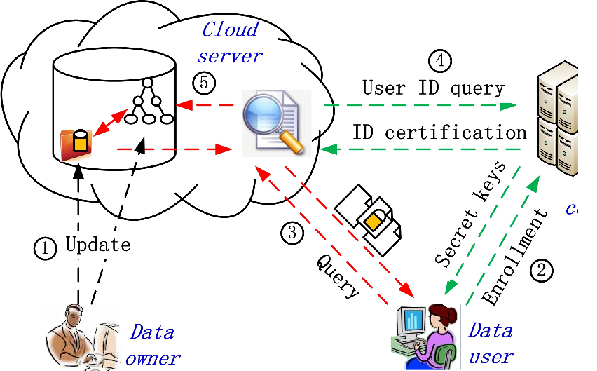 Cloud
server
④
⑤
User ID query
ID certification
Secret keys
Enrollment
②
③
Query
① Update
Data
owner
Data
user